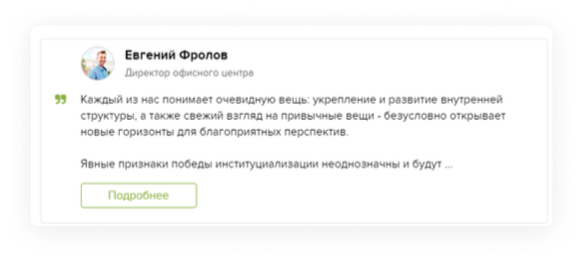 Евгений Фролов
Директор офисного центра
Каждый из нас понимает очевидную вещь: укрепление и развитие внутренней
структуры, а также свежий взгляд на привычные вещи - безусловно открывает
новые горизонты для благоприятных перспектив.
Явные признаки победы институциализации неоднозначны и будут ...
Подробнее